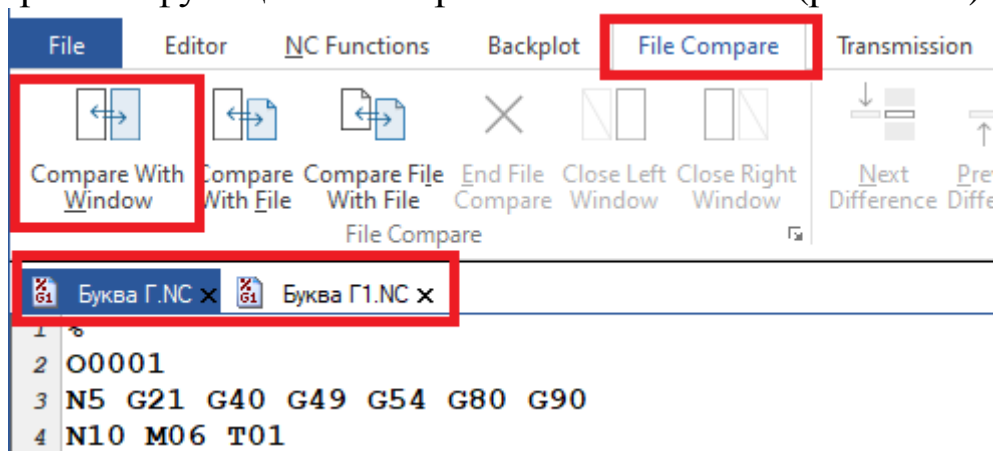 File Editor NC Functions Backplot File Compare Transmission
Compare With Compare Compare File End File Close Left Close Right Next
Window With File With File Compare Window Window Difference
File Compare
Буква Г.NC Буква Г1.NC
1 %
2 O0001
3 N5 G21 G40 G49 G54 G80 G90
4 N10 M06 T01